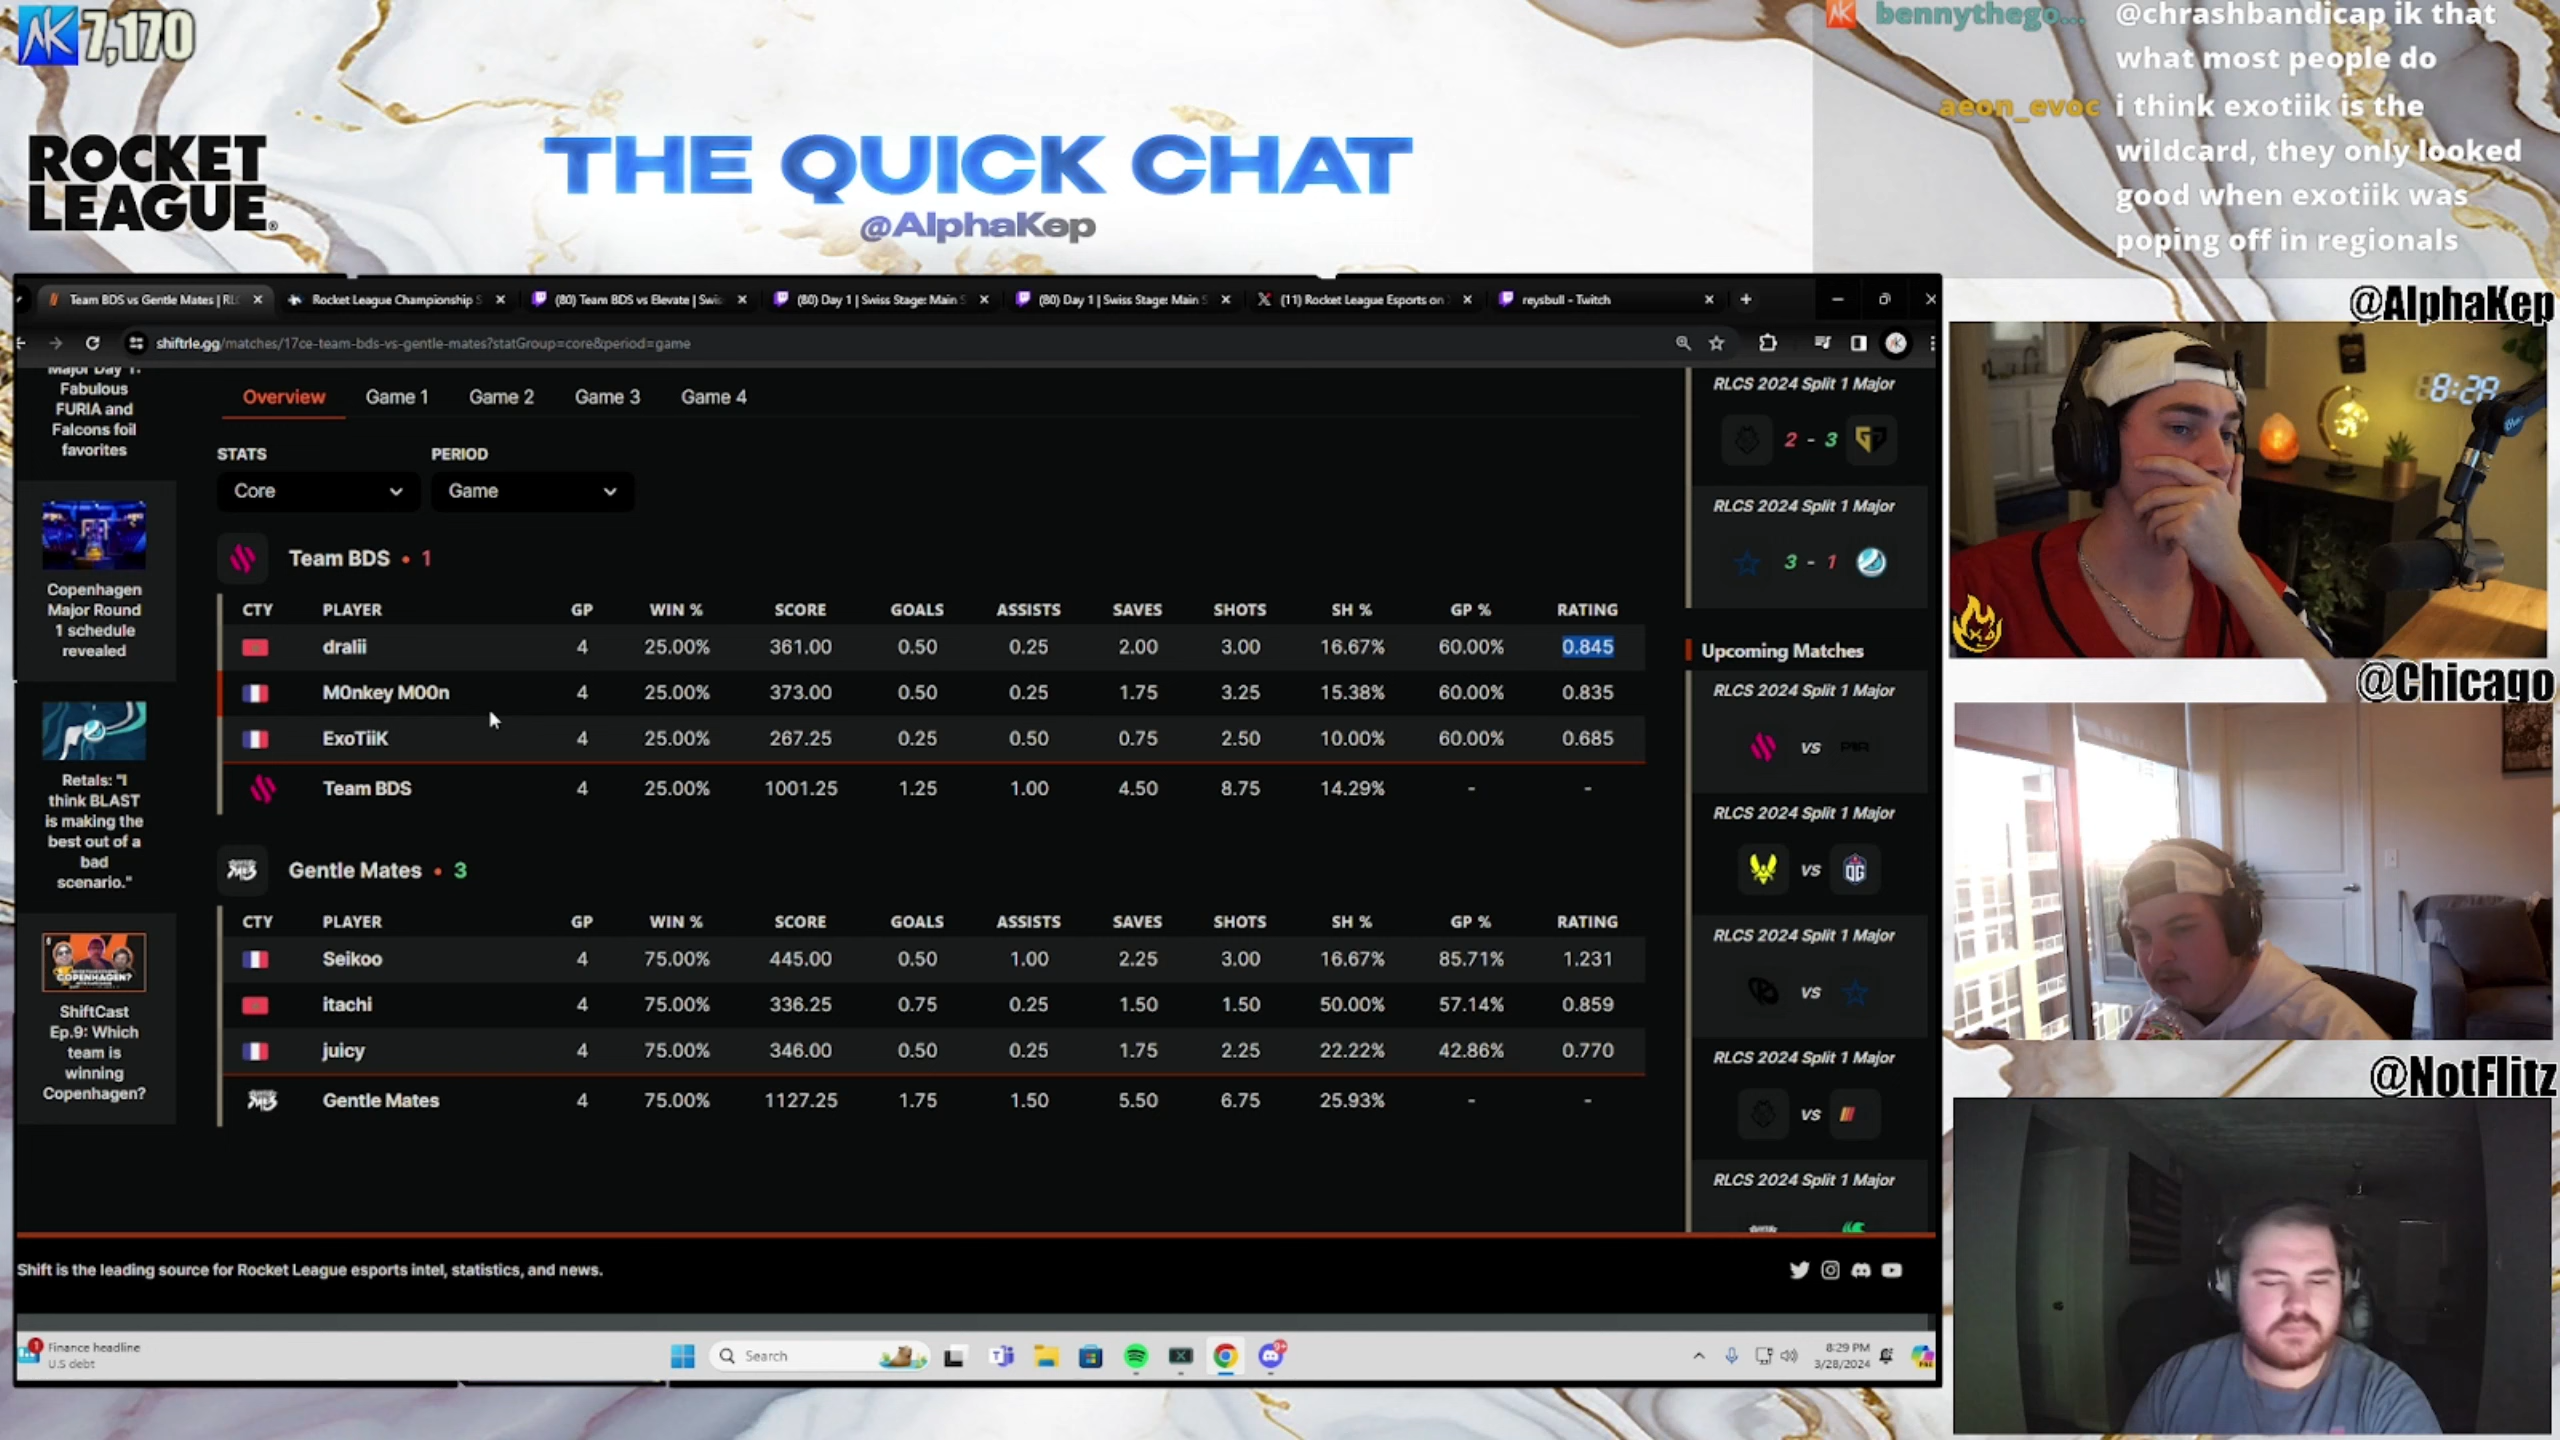 7,170
bennythego... @chrashbandicap ik that
what most people do
aeon_evoc i think exotiik is the
wildcard, they only looked
good when exotiik was
poping off in regionals
ROCKET
LEAGUE
THE QUICK CHAT
@AlphaKep
Team BDS vs Gentle Mates | RL
Rocket League Championship S
(80) Team BDS vs Elevate | Swis
(80) Day 1 | Swiss Stage: Main S
(80) Day 1 | Swiss Stage: Main S
(11) Rocket League Esports on
reysbull - Twitch
shiftrle.gg/matches/17ce-team-bds-vs-gentle-mates?statGroup=core&period=game
Major Day 1:
Fabulous
FURIA and
Falcons foil
favorites
Copenhagen
Major Round
1 schedule
revealed
Retals: "I
think BLAST
is making the
best out of a
bad
scenario."
COPENHAGEN?
ShiftCast
Ep.9: Which
team is
winning
Copenhagen?
Overview Game 1 Game 2 Game 3 Game 4
STATS PERIOD
Core Game
Team BDS • 1
CTY PLAYER GP WIN % SCORE GOALS ASSISTS SAVES SHOTS SH % GP % RATING
dralii 4 25.00% 361.00 0.50 0.25 2.00 3.00 16.67% 60.00% 0.845
M0nkey M00n 4 25.00% 373.00 0.50 0.25 1.75 3.25 15.38% 60.00% 0.835
ExoTiiK 4 25.00% 267.25 0.25 0.50 0.75 2.50 10.00% 60.00% 0.685
Team BDS 4 25.00% 1001.25 1.25 1.00 4.50 8.75 14.29% - -
Gentle Mates • 3
CTY PLAYER GP WIN % SCORE GOALS ASSISTS SAVES SHOTS SH % GP % RATING
Seikoo 4 75.00% 445.00 0.50 1.00 2.25 3.00 16.67% 85.71% 1.231
itachi 4 75.00% 336.25 0.75 0.25 1.50 1.50 50.00% 57.14% 0.859
juicy 4 75.00% 346.00 0.50 0.25 1.75 2.25 22.22% 42.86% 0.770
Gentle Mates 4 75.00% 1127.25 1.75 1.50 5.50 6.75 25.93% - -
RLCS 2024 Split 1 Major
2 - 3
RLCS 2024 Split 1 Major
3 - 1
Upcoming Matches
RLCS 2024 Split 1 Major
vs
RLCS 2024 Split 1 Major
vs OG
RLCS 2024 Split 1 Major
vs
RLCS 2024 Split 1 Major
vs
RLCS 2024 Split 1 Major
Shift is the leading source for Rocket League esports intel, statistics, and news.
Finance headline
U.S debt
Search
8:29 PM
3/28/2024
@AlphaKep
8:28
@Chicago
@NotFlitz